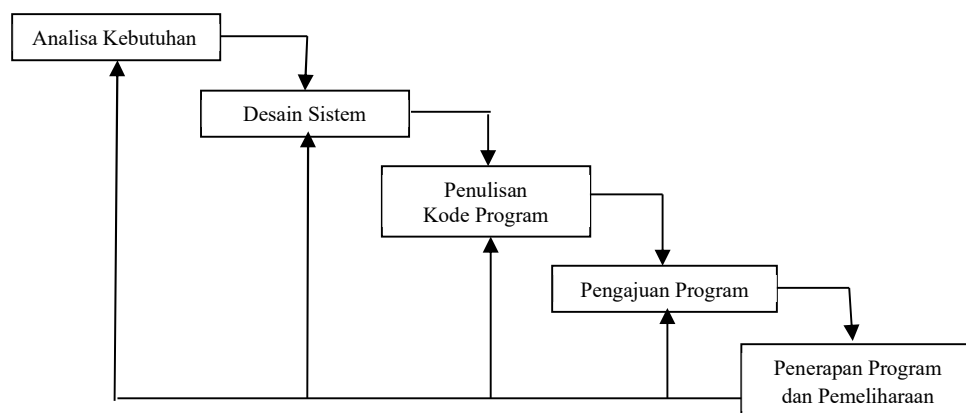 Analisa Kebutuhan
Desain Sistem
Penulisan
Kode Program
Pengajuan Program
Penerapan Program
dan Pemeliharaan